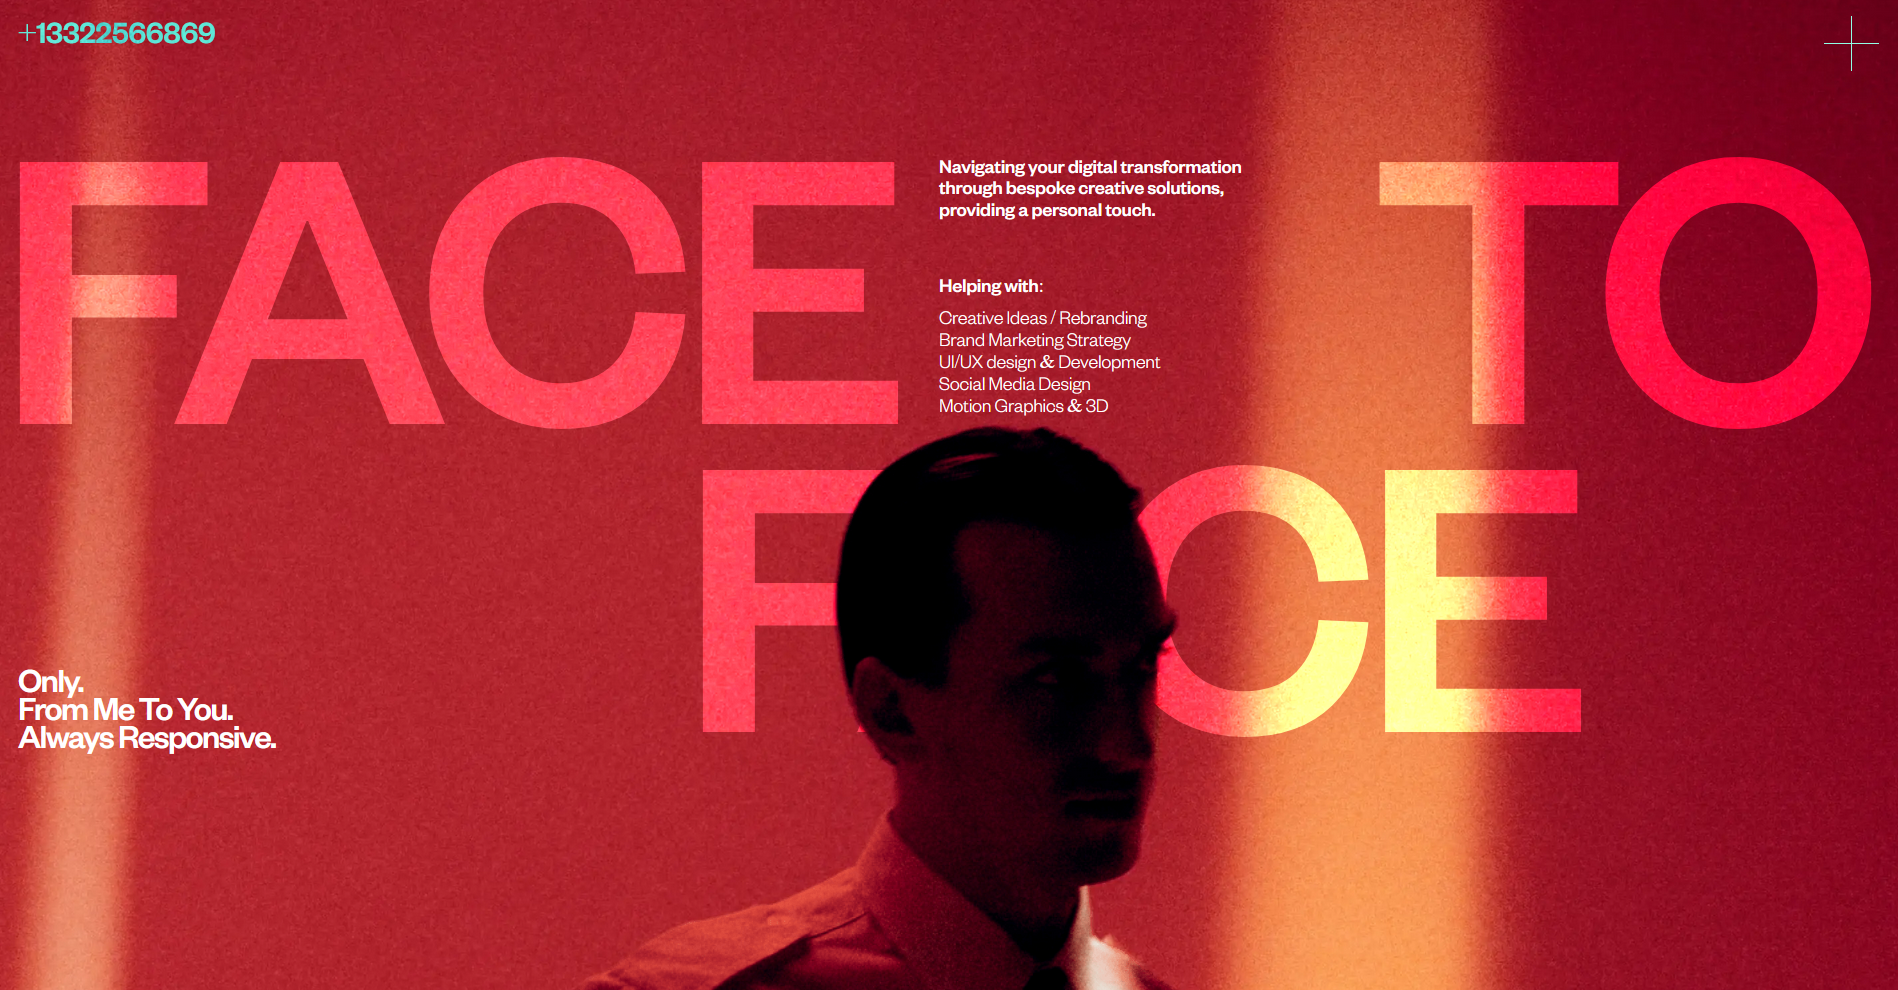 +13322566869
FACE TO
Navigating your digital transformation
through bespoke creative solutions,
providing a personal touch.
Helping with:
Creative Ideas / Rebranding
Brand Marketing Strategy
UI/UX design & Development
Social Media Design
Motion Graphics & 3D
FACE
Only.
From Me To You.
Always Responsive.